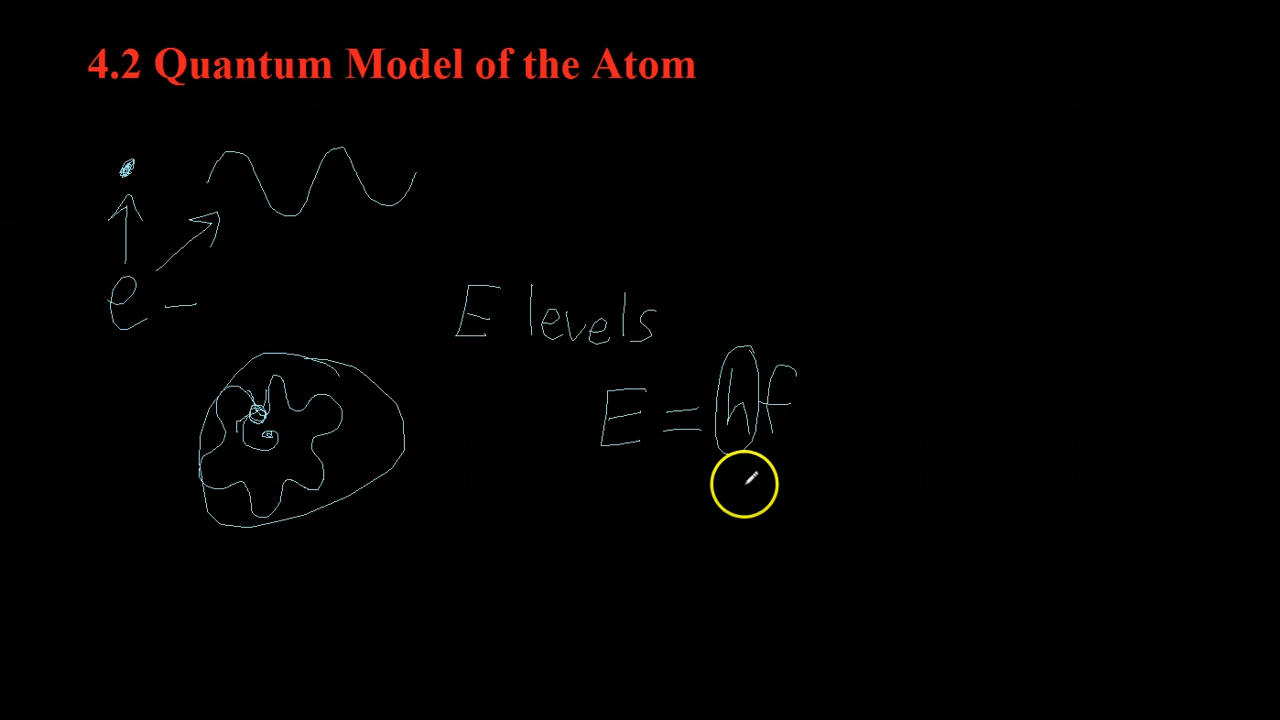 4.2 Quantum Model of the Atom
e -
E levels
E = hf